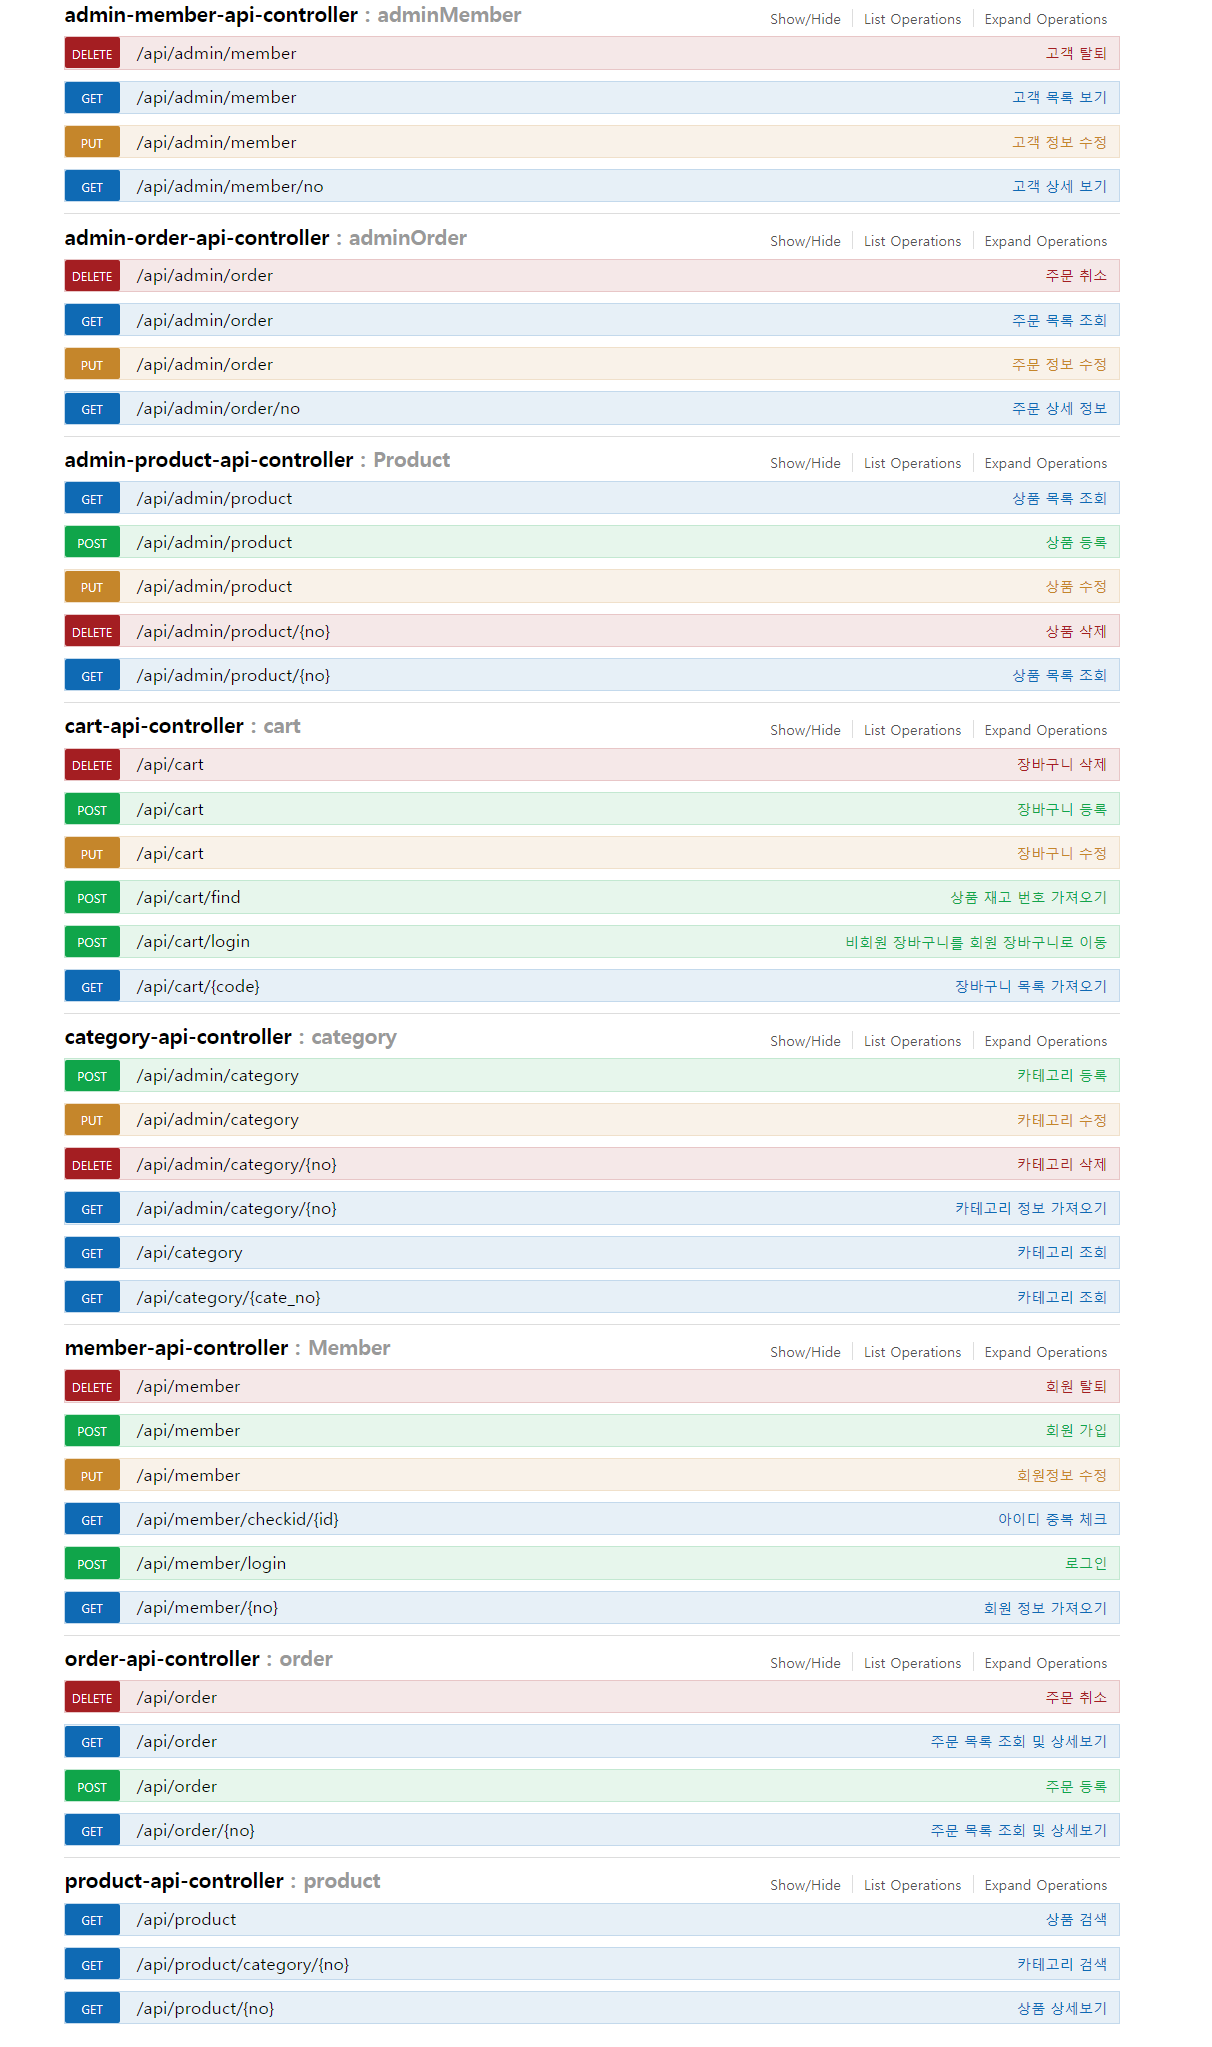 admin-member-api-controller : adminMember Show/Hide List Operations Expand Operations
DELETE /api/admin/member 고객 탈퇴
GET /api/admin/member 고객 목록 보기
PUT /api/admin/member 고객 정보 수정
GET /api/admin/member/no 고객 상세 보기
admin-order-api-controller : adminOrder Show/Hide List Operations Expand Operations
DELETE /api/admin/order 주문 취소
GET /api/admin/order 주문 목록 조회
PUT /api/admin/order 주문 정보 수정
GET /api/admin/order/no 주문 상세 정보
admin-product-api-controller : Product Show/Hide List Operations Expand Operations
GET /api/admin/product 상품 목록 조회
POST /api/admin/product 상품 등록
PUT /api/admin/product 상품 수정
DELETE /api/admin/product/{no} 상품 삭제
GET /api/admin/product/{no} 상품 목록 조회
cart-api-controller : cart Show/Hide List Operations Expand Operations
DELETE /api/cart 장바구니 삭제
POST /api/cart 장바구니 등록
PUT /api/cart 장바구니 수정
POST /api/cart/find 상품 재고 번호 가져오기
POST /api/cart/login 비회원 장바구니를 회원 장바구니로 이동
GET /api/cart/{code} 장바구니 목록 가져오기
category-api-controller : category Show/Hide List Operations Expand Operations
POST /api/admin/category 카테고리 등록
PUT /api/admin/category 카테고리 수정
DELETE /api/admin/category/{no} 카테고리 삭제
GET /api/admin/category/{no} 카테고리 정보 가져오기
GET /api/category 카테고리 조회
GET /api/category/{cate_no} 카테고리 조회
member-api-controller : Member Show/Hide List Operations Expand Operations
DELETE /api/member 회원 탈퇴
POST /api/member 회원 가입
PUT /api/member 회원정보 수정
GET /api/member/checkid/{id} 아이디 중복 체크
POST /api/member/login 로그인
GET /api/member/{no} 회원 정보 가져오기
order-api-controller : order Show/Hide List Operations Expand Operations
DELETE /api/order 주문 취소
GET /api/order 주문 목록 조회 및 상세보기
POST /api/order 주문 등록
GET /api/order/{no} 주문 목록 조회 및 상세보기
product-api-controller : product Show/Hide List Operations Expand Operations
GET /api/product 상품 검색
GET /api/product/category/{no} 카테고리 검색
GET /api/product/{no} 상품 상세보기